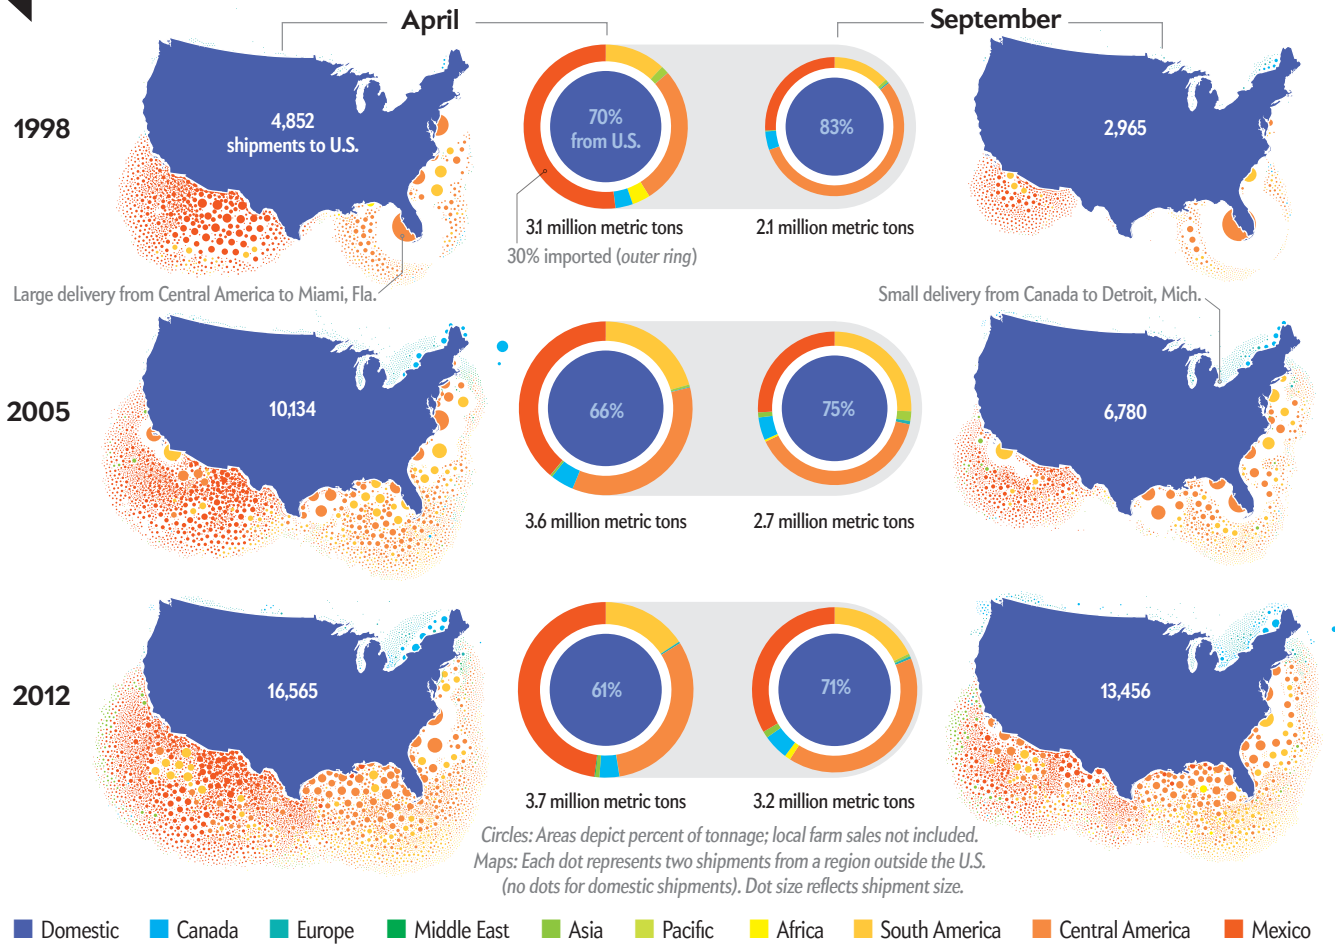 April
September
1998
4,852
shipments to U.S.
70%
from U.S.
83%
2,965
3.1 million metric tons
2.1 million metric tons
30% imported (outer ring)
Large delivery from Central America to Miami, Fla.
Small delivery from Canada to Detroit, Mich.
2005
10,134
66%
75%
6,780
3.6 million metric tons
2.7 million metric tons
2012
16,565
61%
71%
13,456
3.7 million metric tons
3.2 million metric tons
Circles: Areas depict percent of tonnage; local farm sales not included.
Maps: Each dot represents two shipments from a region outside the U.S.
(no dots for domestic shipments). Dot size reflects shipment size.
Domestic
Canada
Europe
Middle East
Asia
Pacific
Africa
South America
Central America
Mexico